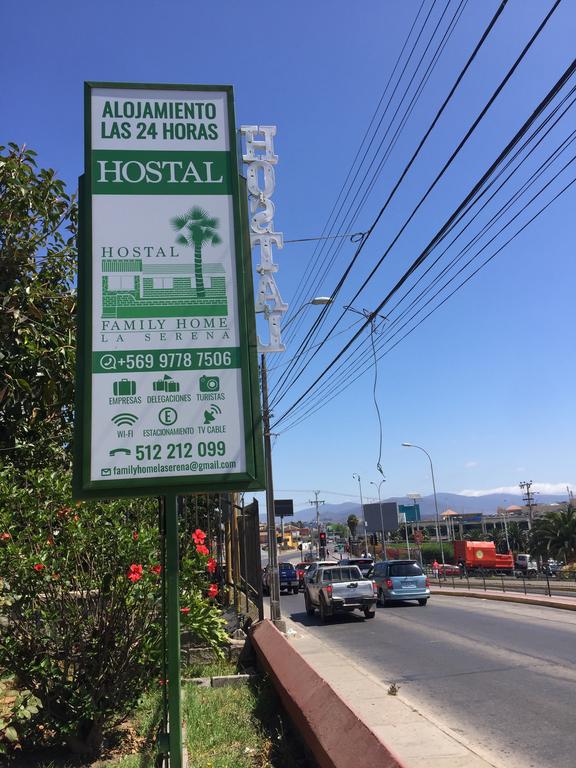 ALOJAMIENTO
LAS 24 HORAS
HOSTAL
HOSTAL
HOSTAL
FAMILY HOME
LA SERENA
+569 9778 7506
EMPRESAS DELEGACIONES TURISTAS
WI-FI ESTACIONAMIENTO TV CABLE
E
512 212 099
familyhomelaserena@gmail.com